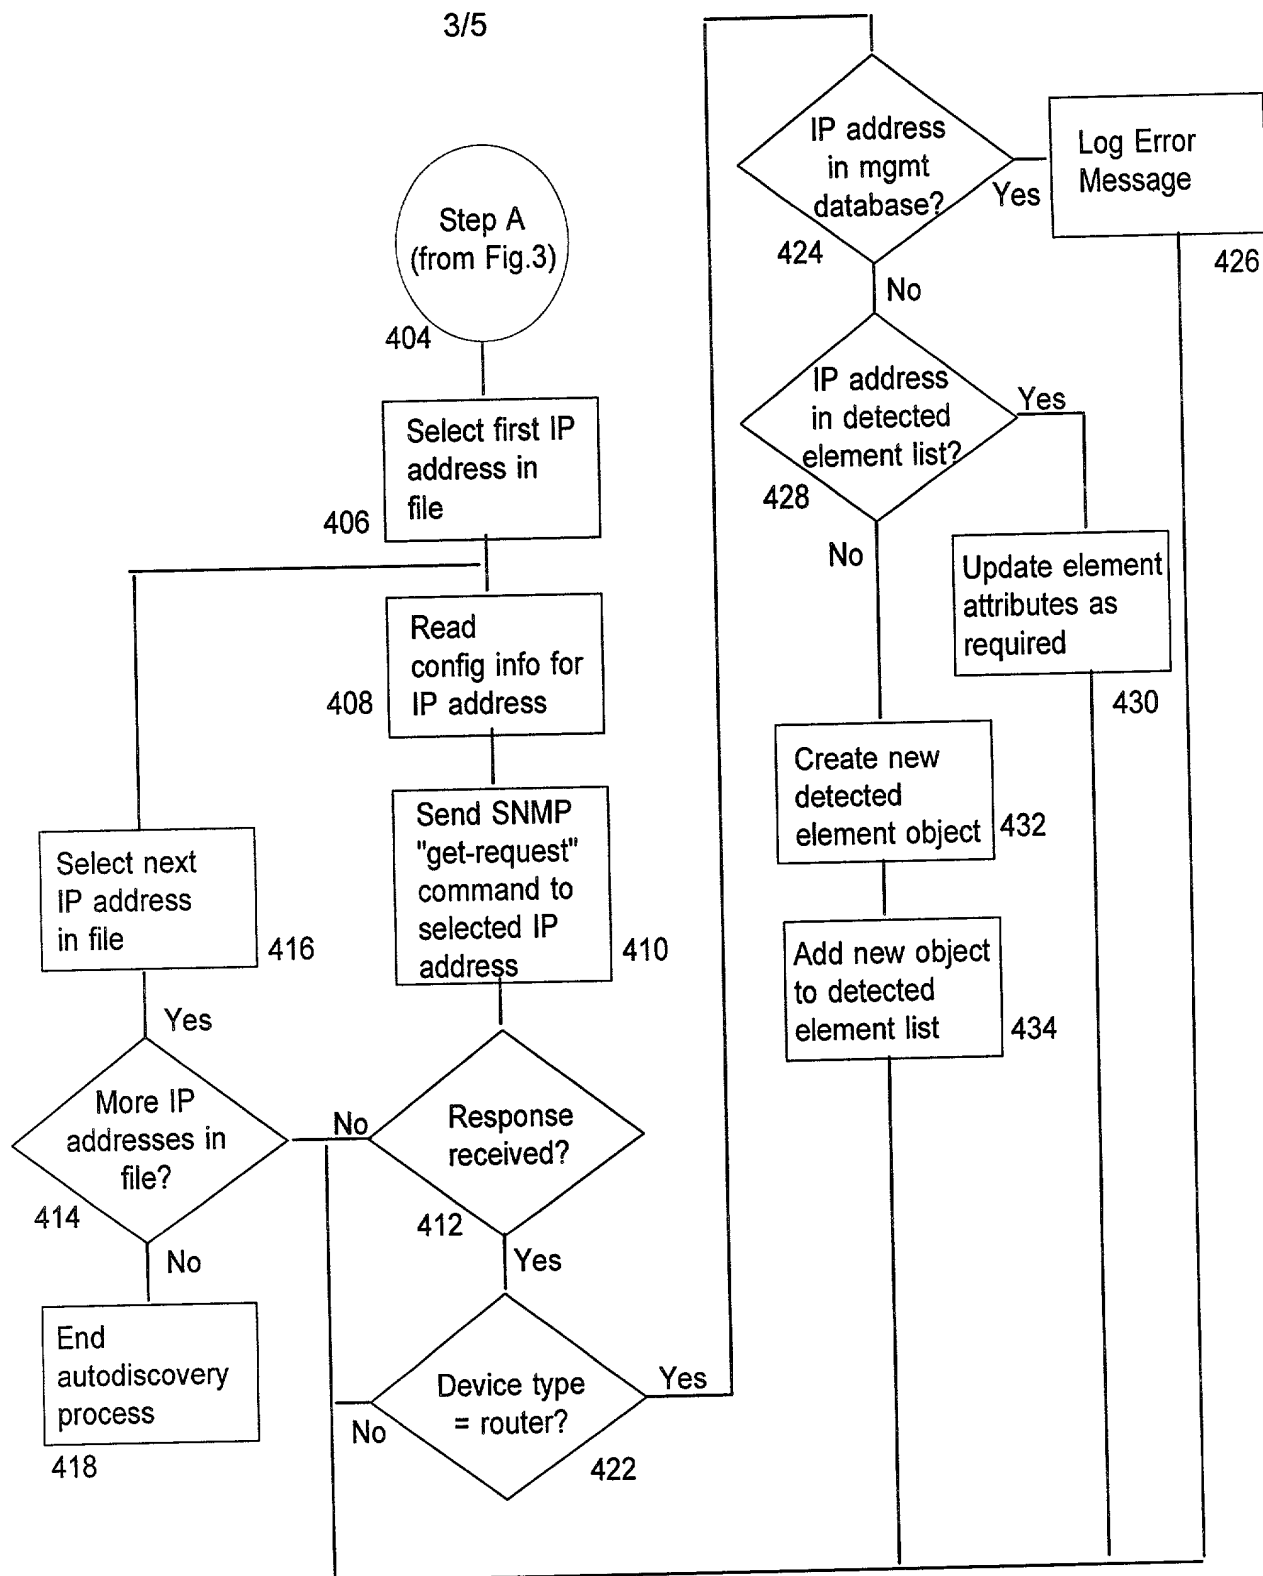 3/5
Step A
(from Fig.3)
404
Select first IP
address in
file
406
Read
config info for
IP address
408
Send SNMP
"get-request"
command to
selected IP
address
410
Select next
IP address
in file
416
Yes
More IP
addresses in
file?
414
No
Response
received?
412
No
Yes
End
autodiscovery
process
418
Device type
= router?
422
No
Yes
IP address
in mgmt
database?
424
Yes
Log Error
Message
426
No
IP address
in detected
element list?
428
Yes
No
Update element
attributes as
required
430
Create new
detected
element object
432
Add new object
to detected
element list
434